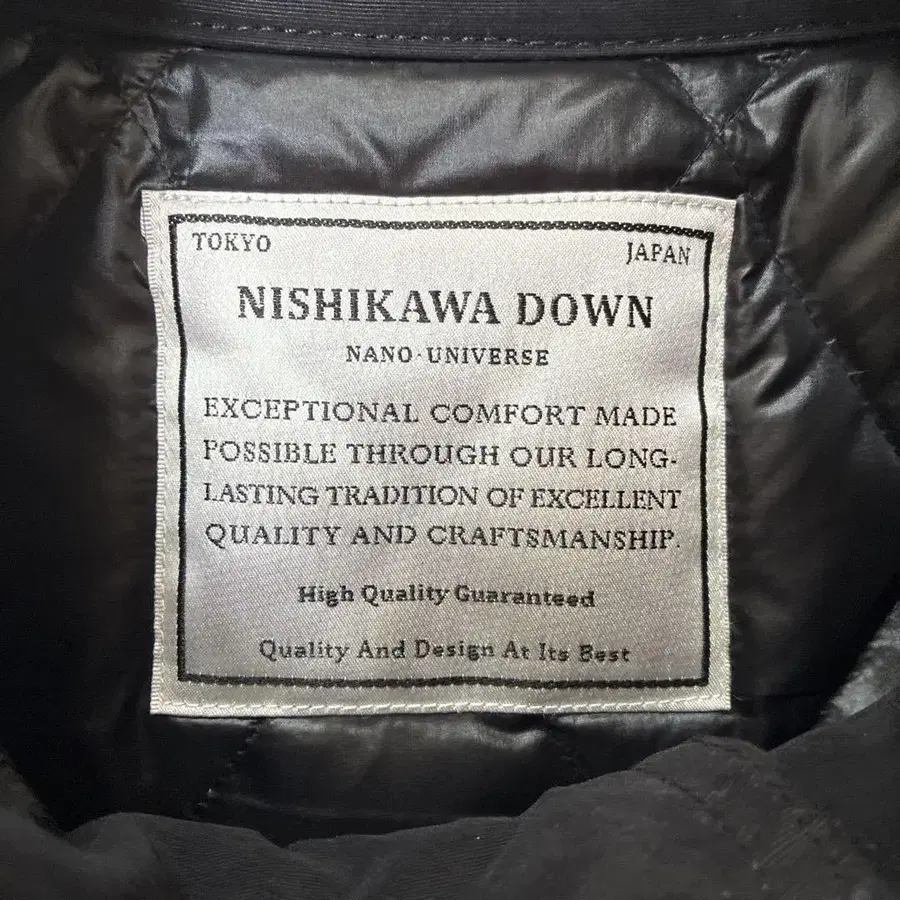 TOKYO JAPAN
NISHIKAWA DOWN
NANO·UNIVERSE
EXCEPTIONAL COMFORT MADE
POSSIBLE THROUGH OUR LONG-
LASTING TRADITION OF EXCELLENT
QUALITY AND CRAFTSMANSHIP.
High Quality Guaranteed
Quality And Design At Its Best